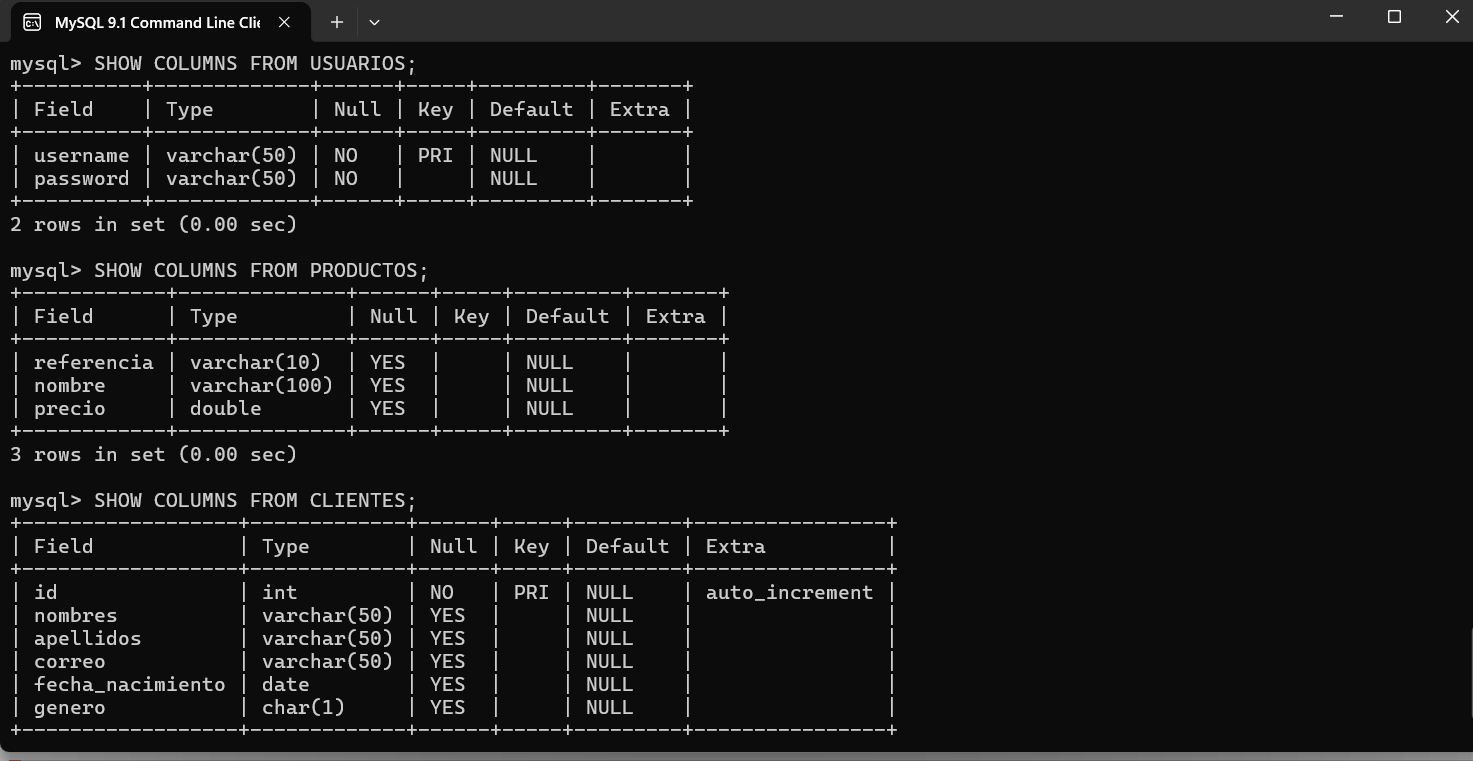 MySQL 9.1 Command Line Clie
mysql> SHOW COLUMNS FROM USUARIOS;
+----------+-------------+------+-----+---------+-------+
| Field    | Type        | Null | Key | Default | Extra |
+----------+-------------+------+-----+---------+-------+
| username | varchar(50) | NO   | PRI | NULL    |       |
| password | varchar(50) | NO   |     | NULL    |       |
+----------+-------------+------+-----+---------+-------+
2 rows in set (0.00 sec)

mysql> SHOW COLUMNS FROM PRODUCTOS;
+------------+--------------+------+-----+---------+-------+
| Field      | Type         | Null | Key | Default | Extra |
+------------+--------------+------+-----+---------+-------+
| referencia | varchar(10)  | YES  |     | NULL    |       |
| nombre     | varchar(100) | YES  |     | NULL    |       |
| precio     | double       | YES  |     | NULL    |       |
+------------+--------------+------+-----+---------+-------+
3 rows in set (0.00 sec)

mysql> SHOW COLUMNS FROM CLIENTES;
+------------------+-------------+------+-----+---------+----------------+
| Field            | Type        | Null | Key | Default | Extra          |
+------------------+-------------+------+-----+---------+----------------+
| id               | int         | NO   | PRI | NULL    | auto_increment |
| nombres          | varchar(50) | YES  |     | NULL    |                |
| apellidos        | varchar(50) | YES  |     | NULL    |                |
| correo           | varchar(50) | YES  |     | NULL    |                |
| fecha_nacimiento | date        | YES  |     | NULL    |                |
| genero           | char(1)     | YES  |     | NULL    |                |
+------------------+-------------+------+-----+---------+----------------+